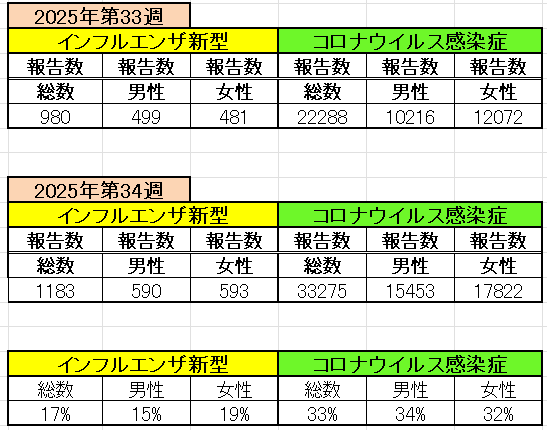 2025年第33週
インフルエンザ新型 コロナウイルス感染症
報告数 報告数 報告数 報告数 報告数 報告数
総数 男性 女性 総数 男性 女性
980 499 481 22288 10216 12072
2025年第34週
インフルエンザ新型 コロナウイルス感染症
報告数 報告数 報告数 報告数 報告数 報告数
総数 男性 女性 総数 男性 女性
1183 590 593 33275 15453 17822
インフルエンザ新型 コロナウイルス感染症
総数 男性 女性 総数 男性 女性
17% 15% 19% 33% 34% 32%